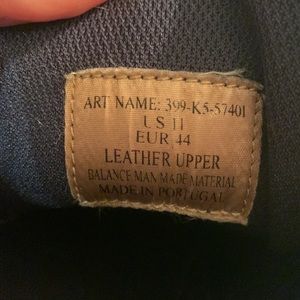 ART NAME: 399-K5-57401
US 11
EUR 44
LEATHER UPPER
BALANCE MAN MADE MATERIAL
MADE IN PORTUGAL